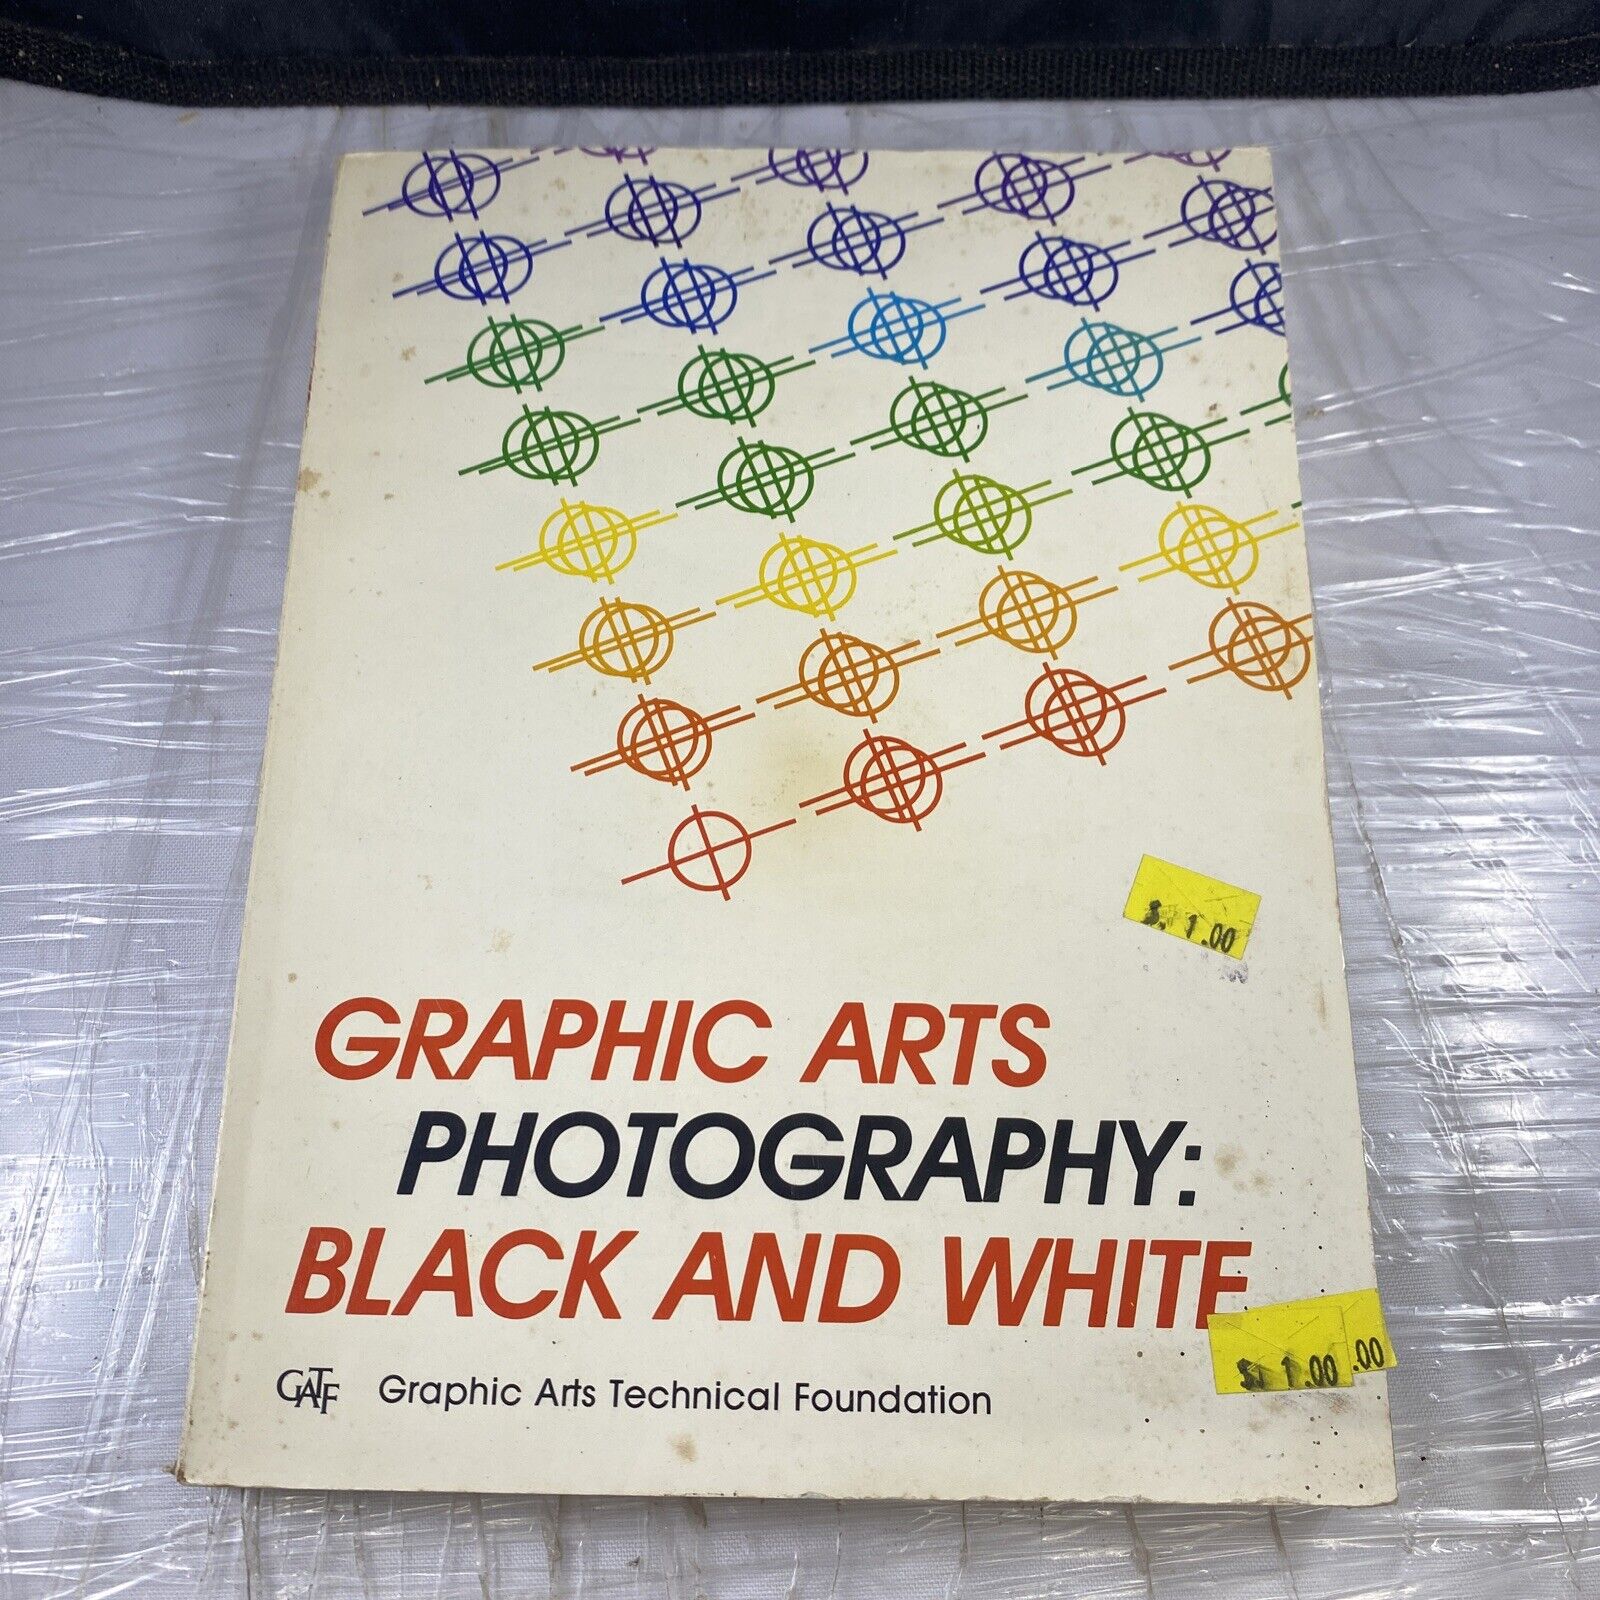 $ 1.00
GRAPHIC ARTS
PHOTOGRAPHY:
BLACK AND WHITE
$ 1.00
.00
GATF Graphic Arts Technical Foundation